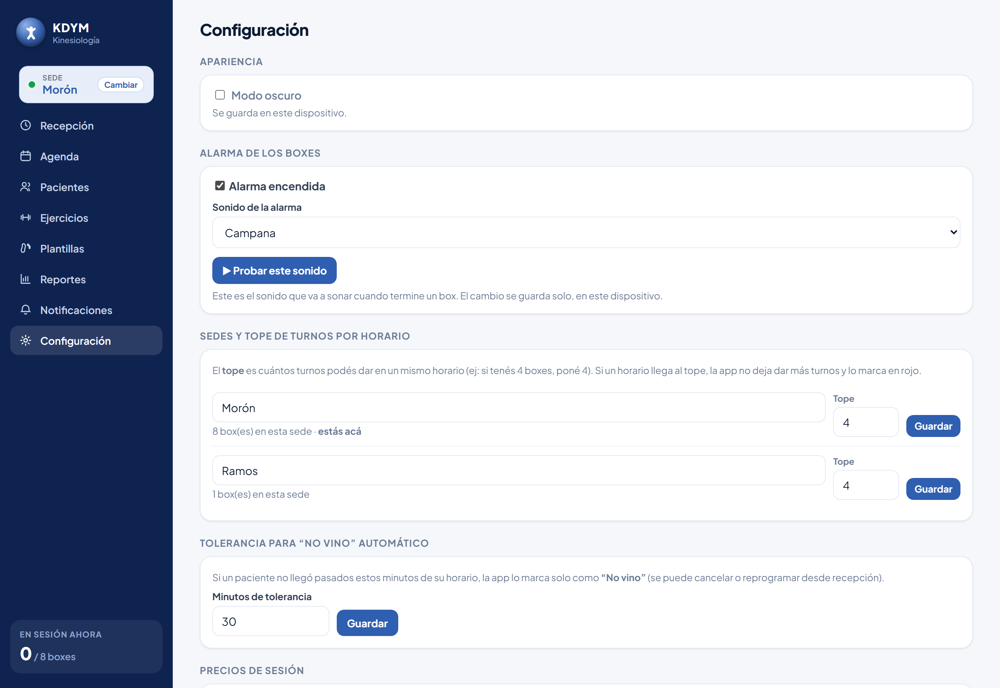 KDYM
Kinesiología
SEDE
Morón
Cambiar
Recepción
Agenda
Pacientes
Ejercicios
Plantillas
Reportes
Notificaciones
Configuración
EN SESIÓN AHORA
0 / 8 boxes
Configuración
APARIENCIA
Modo oscuro
Se guarda en este dispositivo.
ALARMA DE LOS BOXES
Alarma encendida
Sonido de la alarma
Campana
▶ Probar este sonido
Este es el sonido que va a sonar cuando termine un box. El cambio se guarda solo, en este dispositivo.
SEDES Y TOPE DE TURNOS POR HORARIO
El tope es cuántos turnos podés dar en un mismo horario (ej: si tenés 4 boxes, poné 4). Si un horario llega al tope, la app no deja dar más turnos y lo marca en rojo.
Morón
Tope
4
Guardar
8 box(es) en esta sede · estás acá
Ramos
Tope
4
Guardar
1 box(es) en esta sede
TOLERANCIA PARA “NO VINO” AUTOMÁTICO
Si un paciente no llegó pasados estos minutos de su horario, la app lo marca solo como “No vino” (se puede cancelar o reprogramar desde recepción).
Minutos de tolerancia
30
Guardar
PRECIOS DE SESIÓN